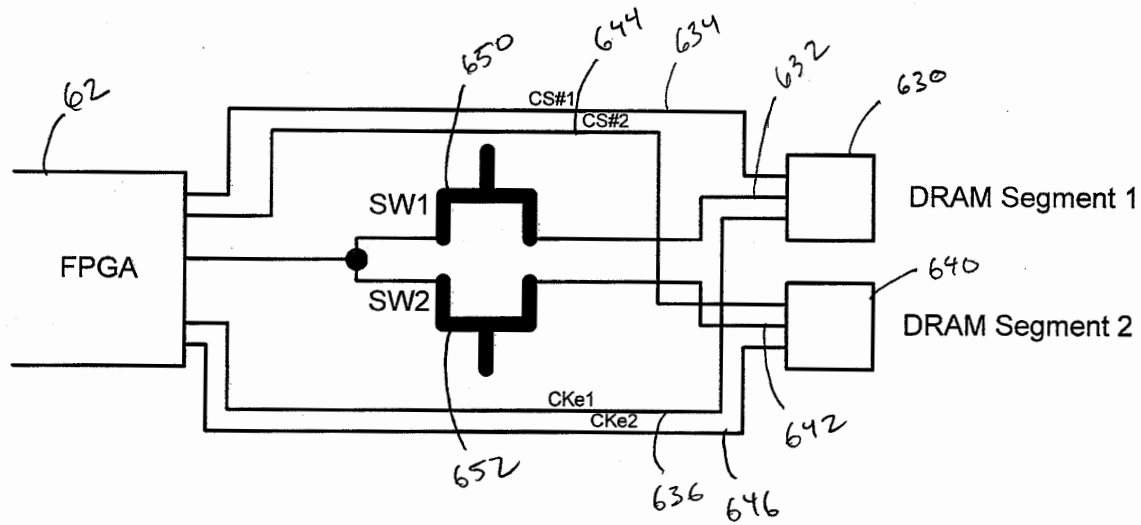 650
644
634
632
630
62
CS#1
CS#2
SW1
DRAM Segment 1
FPGA
640
SW2
DRAM Segment 2
CKe1
CKe2
642
652
636
646